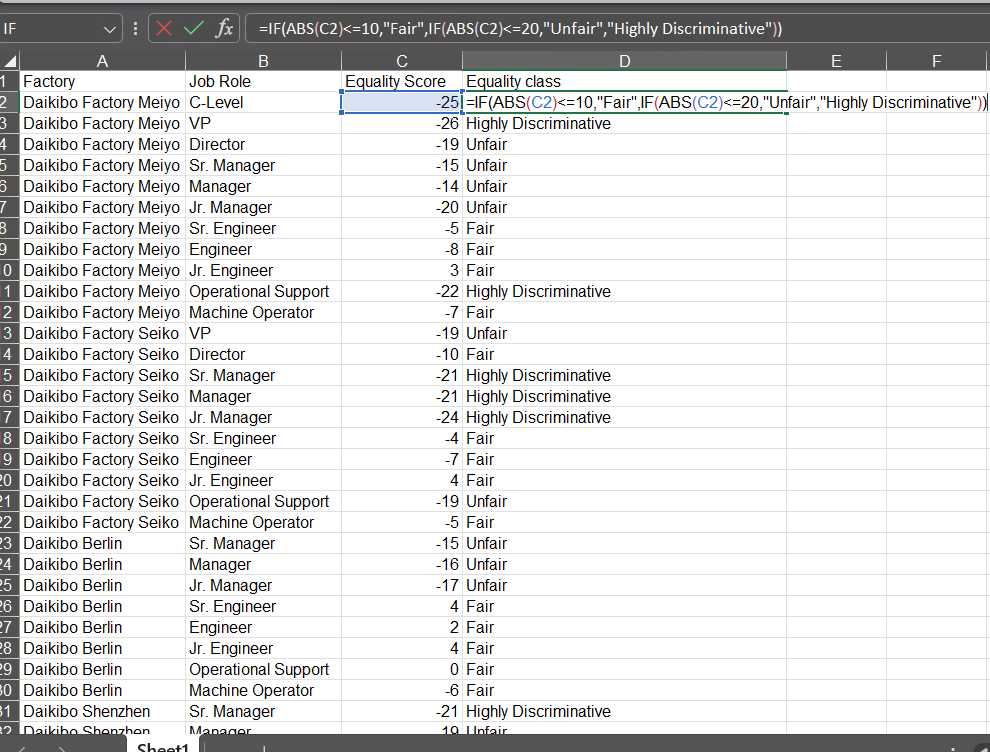 IF =IF(ABS(C2)<=10,"Fair",IF(ABS(C2)<=20,"Unfair","Highly Discriminative"))
A B C D E F
1 Factory Job Role Equality Score Equality class
2 Daikibo Factory Meiyo C-Level -25 =IF(ABS(C2)<=10,"Fair",IF(ABS(C2)<=20,"Unfair","Highly Discriminative"))
3 Daikibo Factory Meiyo VP -26 Highly Discriminative
4 Daikibo Factory Meiyo Director -19 Unfair
5 Daikibo Factory Meiyo Sr. Manager -15 Unfair
6 Daikibo Factory Meiyo Manager -14 Unfair
7 Daikibo Factory Meiyo Jr. Manager -20 Unfair
8 Daikibo Factory Meiyo Sr. Engineer -5 Fair
9 Daikibo Factory Meiyo Engineer -8 Fair
0 Daikibo Factory Meiyo Jr. Engineer 3 Fair
1 Daikibo Factory Meiyo Operational Support -22 Highly Discriminative
2 Daikibo Factory Meiyo Machine Operator -7 Fair
3 Daikibo Factory Seiko VP -19 Unfair
4 Daikibo Factory Seiko Director -10 Fair
5 Daikibo Factory Seiko Sr. Manager -21 Highly Discriminative
6 Daikibo Factory Seiko Manager -21 Highly Discriminative
7 Daikibo Factory Seiko Jr. Manager -24 Highly Discriminative
8 Daikibo Factory Seiko Sr. Engineer -4 Fair
9 Daikibo Factory Seiko Engineer -7 Fair
20 Daikibo Factory Seiko Jr. Engineer 4 Fair
21 Daikibo Factory Seiko Operational Support -19 Unfair
22 Daikibo Factory Seiko Machine Operator -5 Fair
23 Daikibo Berlin Sr. Manager -15 Unfair
24 Daikibo Berlin Manager -16 Unfair
25 Daikibo Berlin Jr. Manager -17 Unfair
26 Daikibo Berlin Sr. Engineer 4 Fair
27 Daikibo Berlin Engineer 2 Fair
28 Daikibo Berlin Jr. Engineer 4 Fair
29 Daikibo Berlin Operational Support 0 Fair
30 Daikibo Berlin Machine Operator -6 Fair
31 Daikibo Shenzhen Sr. Manager -21 Highly Discriminative
32 Daikibo Shenzhen Manager 19 Unfair
Sheet1